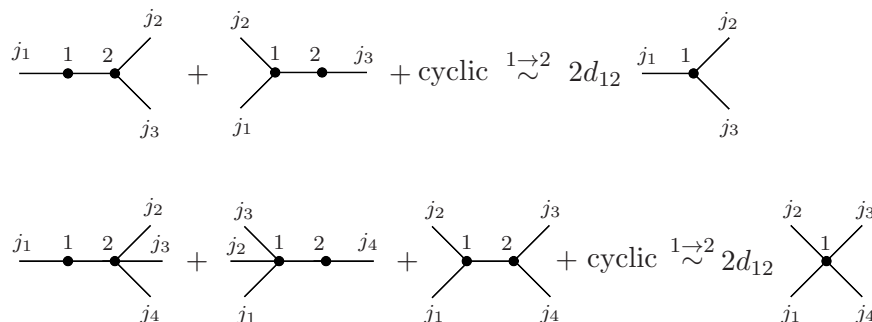 j₁ 1 2 j₂ j₃ + j₂ j₁ 1 2 j₃ + cyclic 1→2 ∼ 2d₁₂ j₁ 1 j₂ j₃
j₁ 1 2 j₂ j₃ j₄ + j₃ j₂ j₁ 1 2 j₄ + j₂ j₁ 1 2 j₃ j₄ + cyclic 1→2 ∼ 2d₁₂ j₂ j₁ 1 j₃ j₄